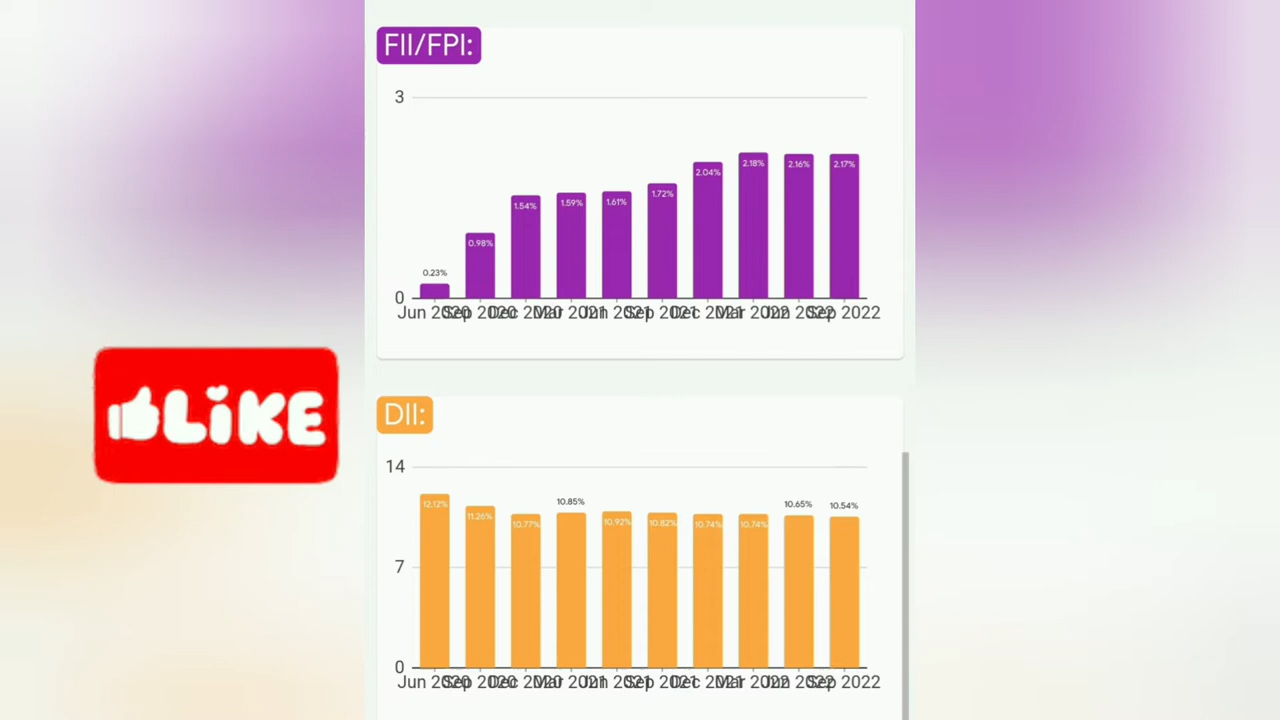 FII/FPI:
3
2.18% 2.16% 2.17%
2.04%
1.72%
1.54% 1.59% 1.61%
0.98%
0.23%
0
Jun 2020 Sep 2020 Dec 2020 Mar 2021 Jun 2021 Sep 2021 Dec 2021 Mar 2022 Jun 2022 Sep 2022
LiKE
DII:
14
12.12% 11.26% 10.77% 10.85% 10.92% 10.82% 10.74% 10.74% 10.65% 10.54%
7
0
Jun 2020 Sep 2020 Dec 2020 Mar 2021 Jun 2021 Sep 2021 Dec 2021 Mar 2022 Jun 2022 Sep 2022